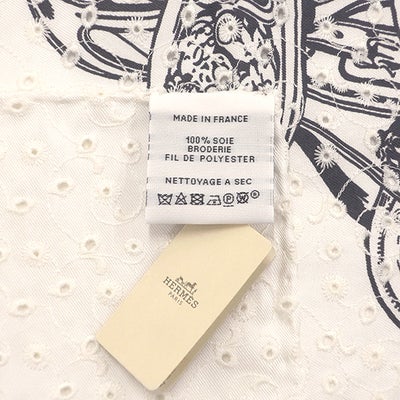 MADE IN FRANCE
100% SOIE
BRODERIE
FIL DE POLYESTER
NETTOYAGE A SEC
HERMÈS
PARIS